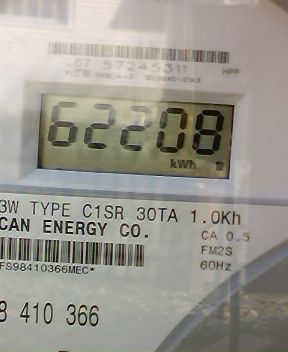 07 57245311
62208
kWh
3W TYPE C1SR 30TA 1.0Kh
CAN ENERGY CO.
CA 0.5
FM2S
60Hz
FS98410366MEC*
8 410 366